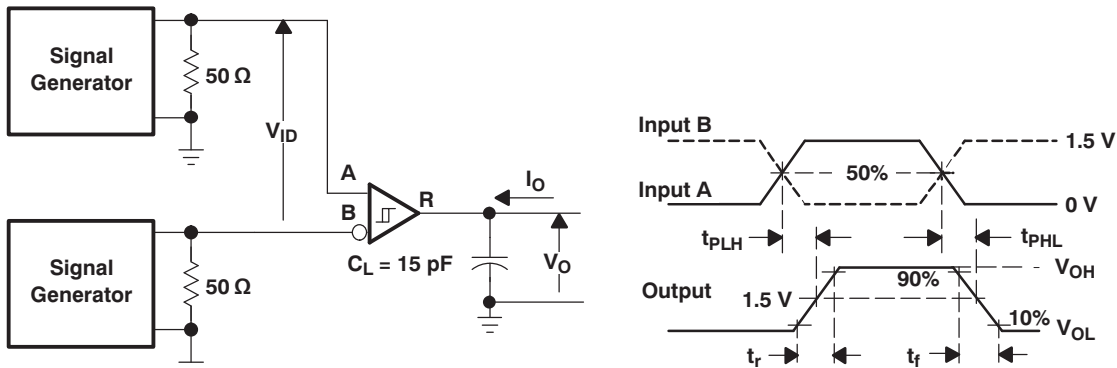 Signal
Generator
50 Ω
V_ID
Signal
Generator
50 Ω
A
B
R
I_O
C_L = 15 pF
V_O
Input B
1.5 V
50%
Input A
0 V
t_PLH
t_PHL
V_OH
90%
Output
1.5 V
10%
V_OL
t_r
t_f